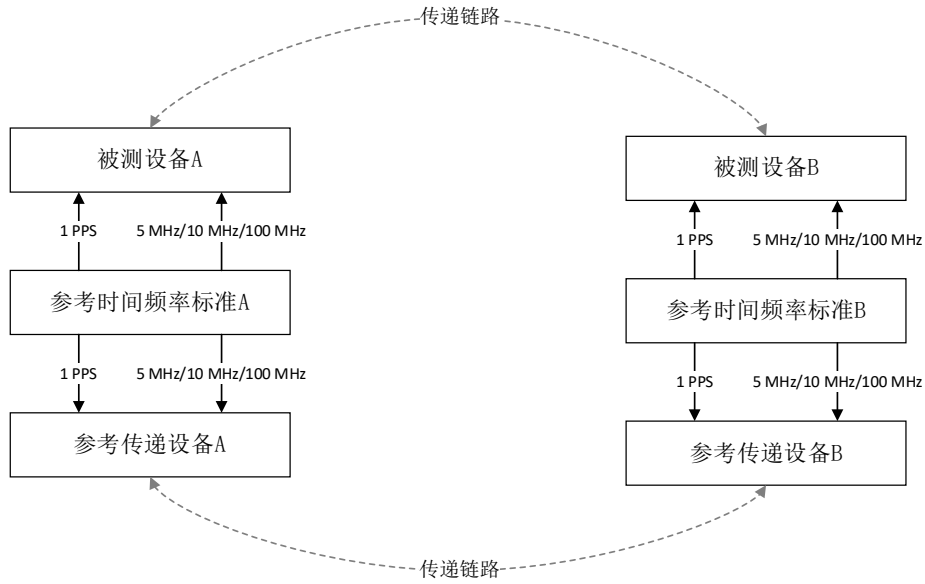 传递链路
被测设备A
被测设备B
1 PPS
5 MHz/10 MHz/100 MHz
1 PPS
5 MHz/10 MHz/100 MHz
参考时间频率标准A
参考时间频率标准B
1 PPS
5 MHz/10 MHz/100 MHz
1 PPS
5 MHz/10 MHz/100 MHz
参考传递设备A
参考传递设备B
传递链路